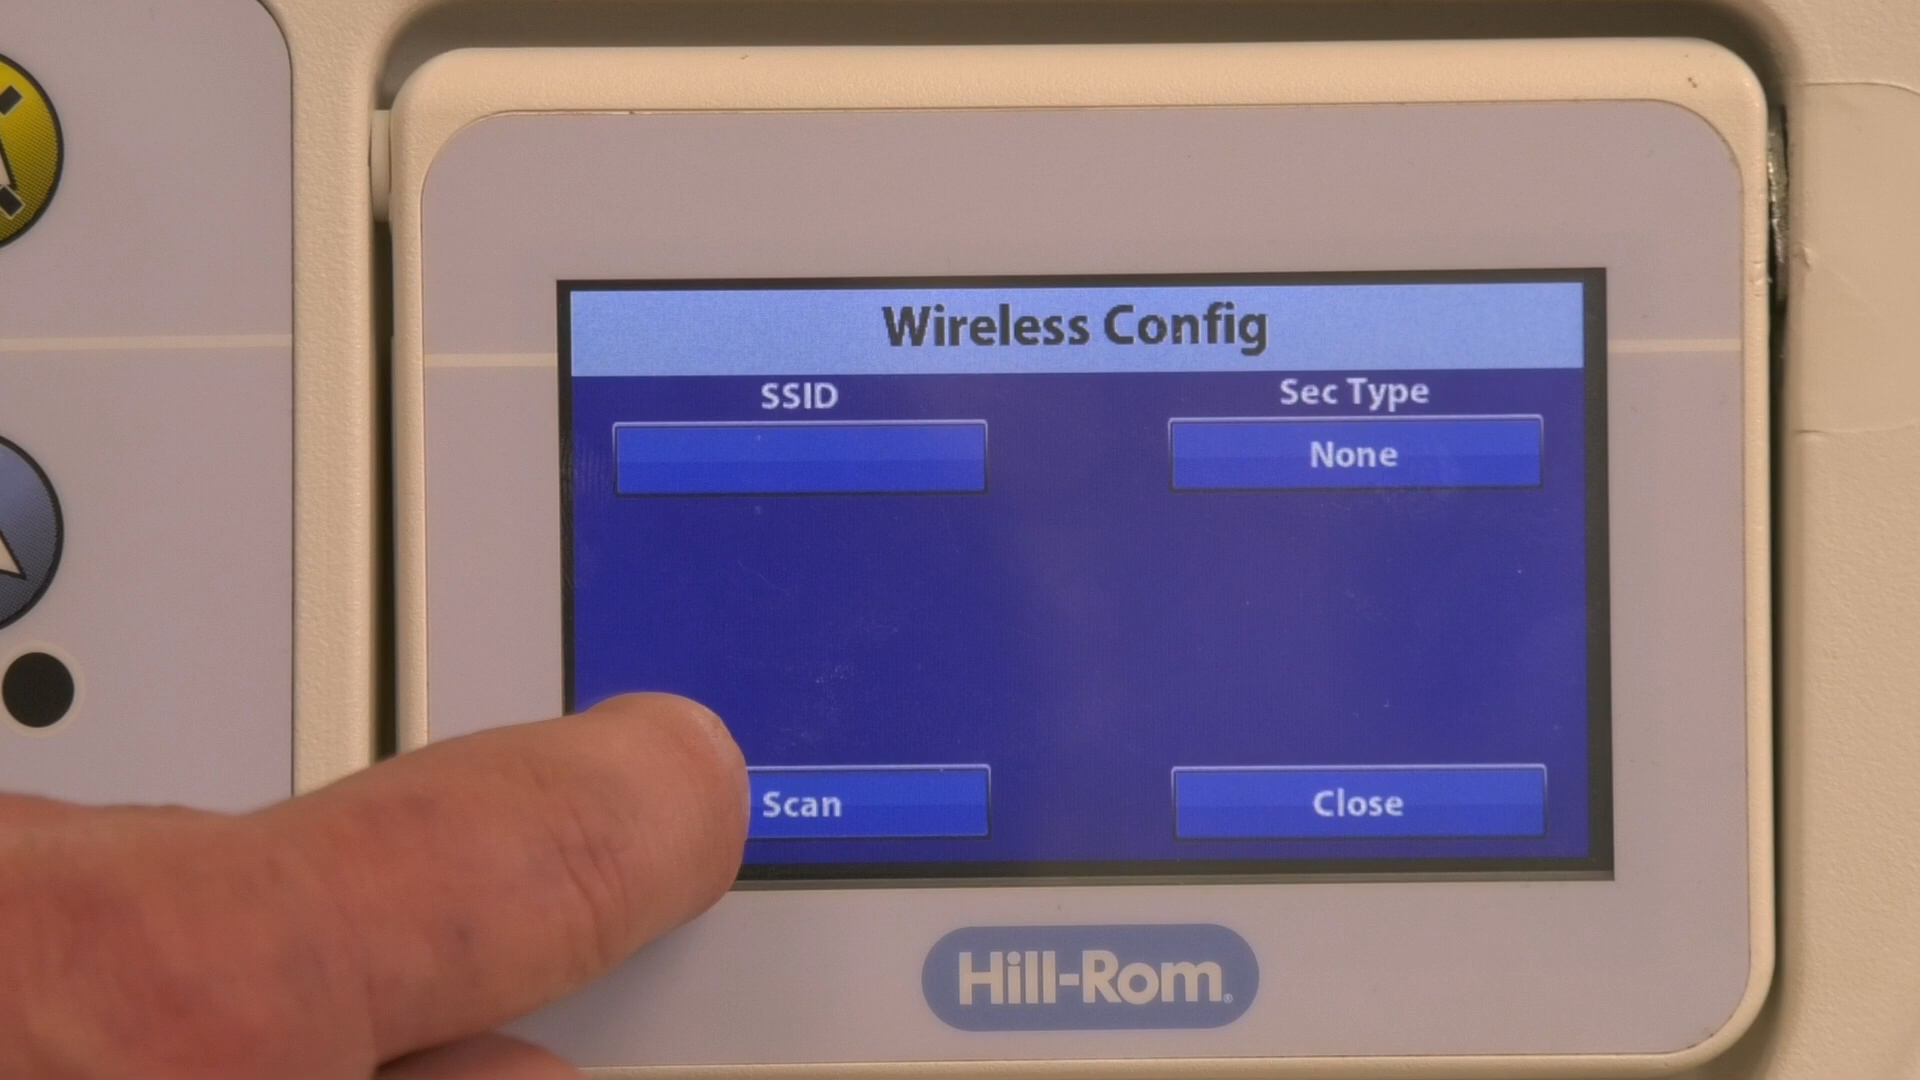 Wireless Config
SSID
Sec Type
None
Scan
Close
Hill-Rom®